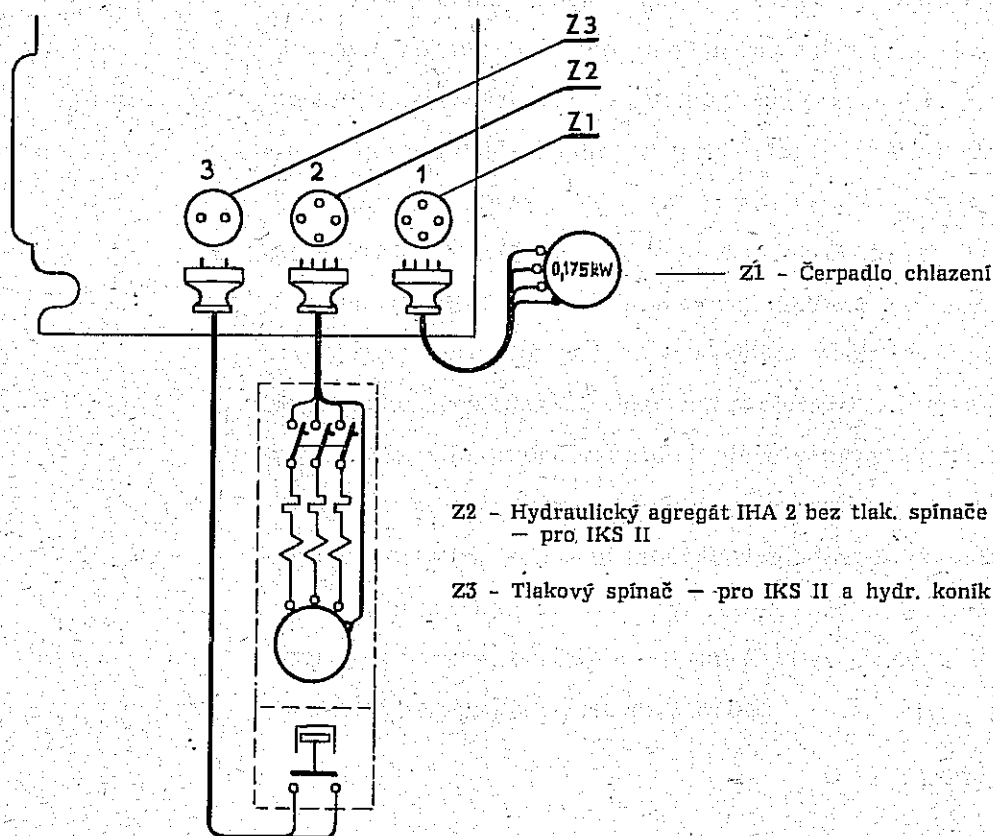 Z3
Z2
Z1
3
2
1
0,175kW
Z1 - Čerpadlo chlazení
Z2 - Hydraulický agregát IHA 2 bez tlak. spínače
— pro IKS II
Z3 - Tlakový spínač — pro IKS II a hydr. koník